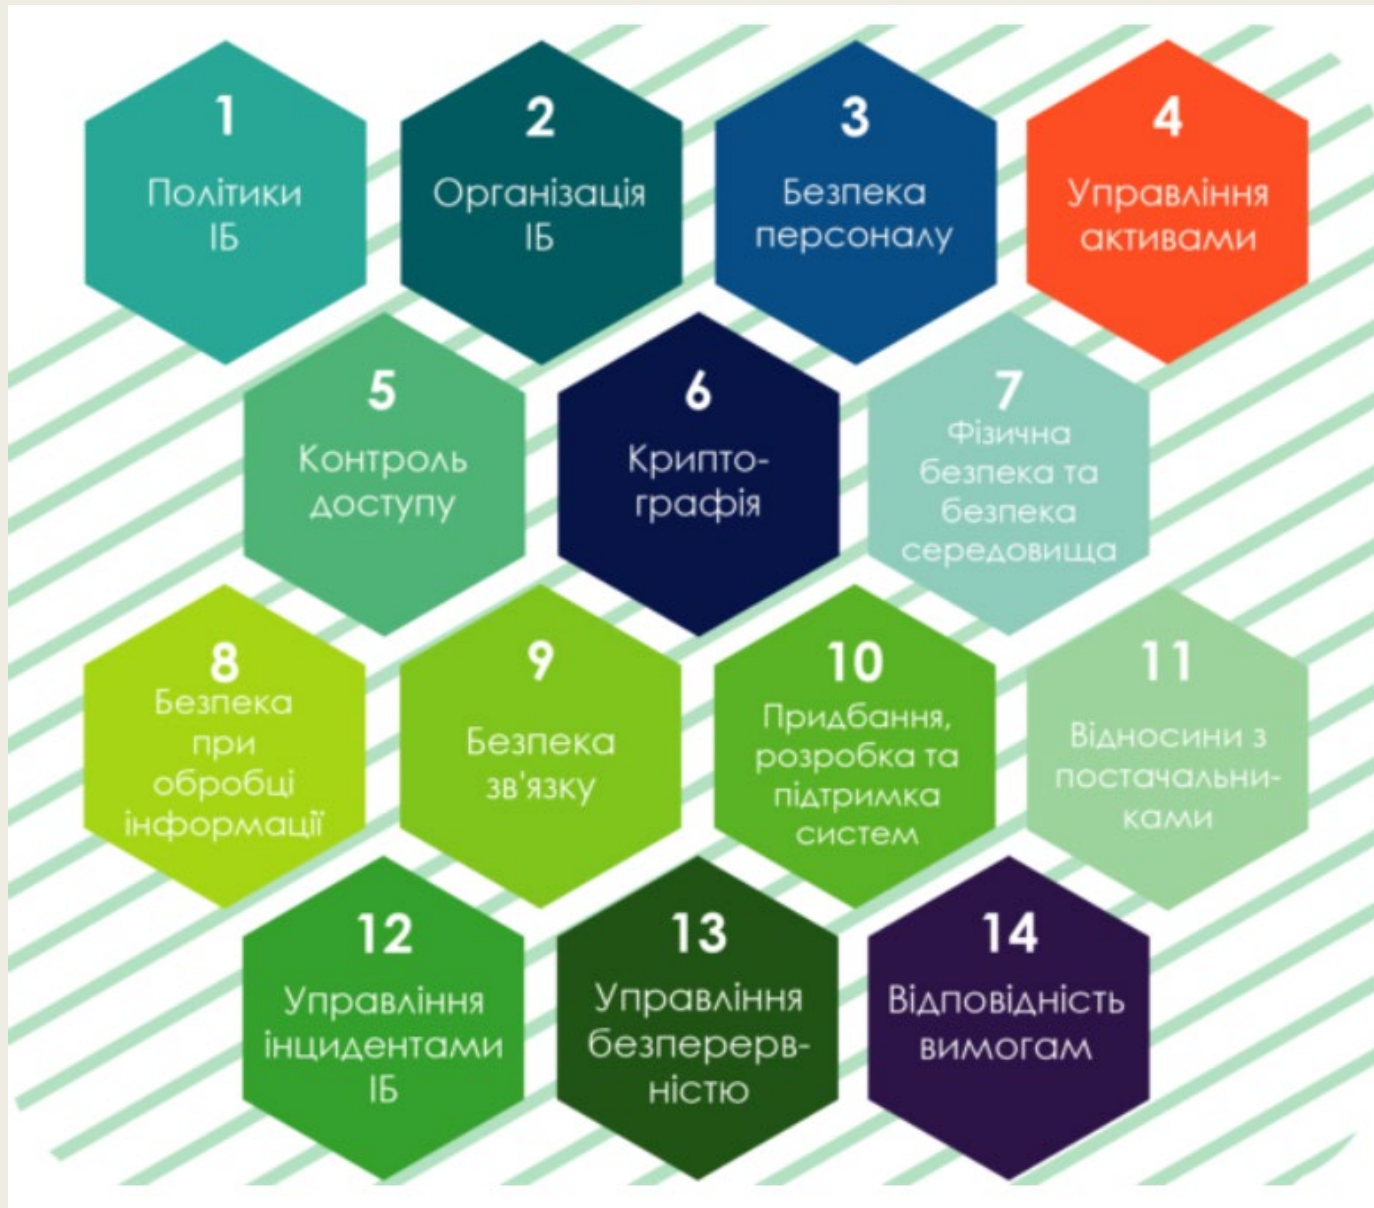 1
Політики
ІБ
2
Організація
ІБ
3
Безпека
персоналу
4
Управління
активами
5
Контроль
доступу
6
Крипто-
графія
7
Фізична
безпека та
безпека
середовища
8
Безпека
при
обробці
інформації
9
Безпека
зв'язку
10
Придбання,
розробка та
підтримка
систем
11
Відносини з
постачальни-
ками
12
Управління
інцидентами
ІБ
13
Управління
безперерв-
ністю
14
Відповідність
вимогам